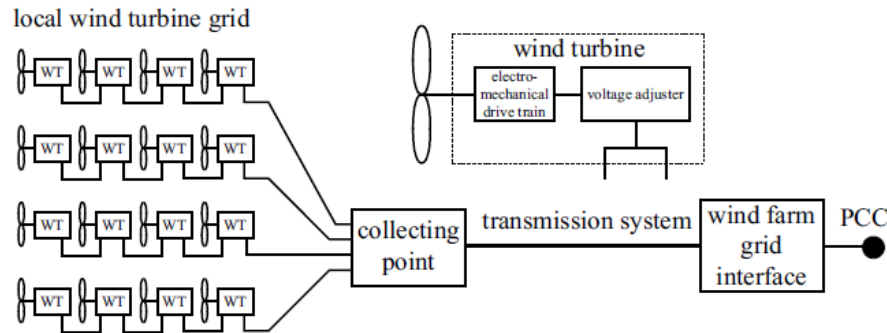 local wind turbine grid
WT WT WT WT
wind turbine
electro-
mechanical
drive train
voltage adjuster
WT WT WT WT
WT WT WT WT
collecting
point
transmission system
wind farm
grid
interface
PCC
WT WT WT WT